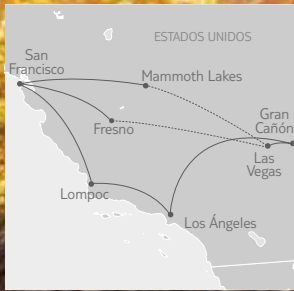 ESTADOS UNIDOS
San
Francisco
Mammoth Lakes
Fresno
Gran
Cañón
Las
Vegas
Lompoc
Los Ángeles